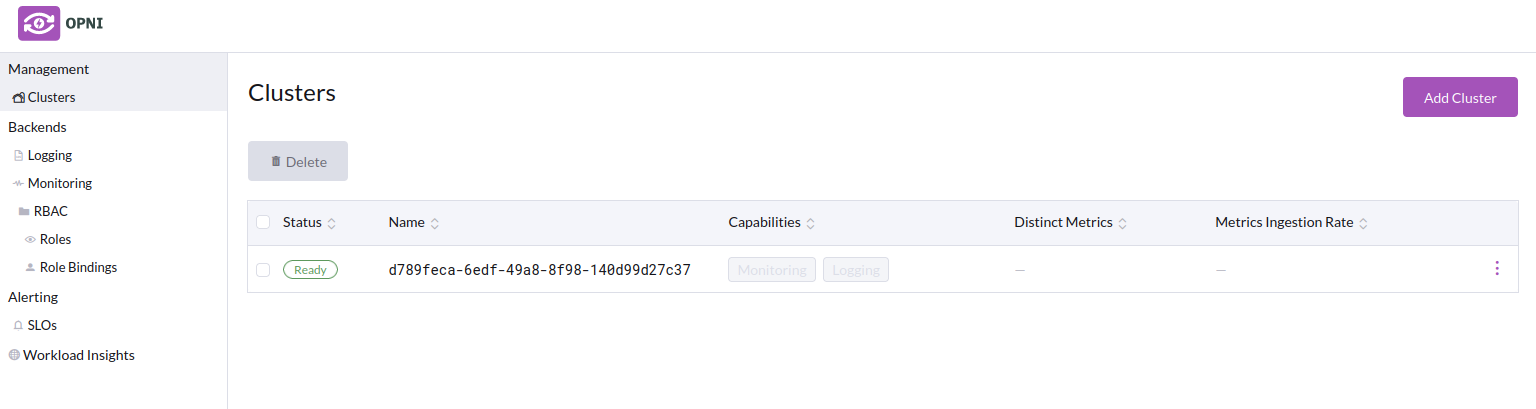 OPNI
Management
Clusters
Backends
Logging
Monitoring
RBAC
Roles
Role Bindings
Alerting
SLOs
Workload Insights
Clusters
Add Cluster
Delete
Status Name Capabilities Distinct Metrics Metrics Ingestion Rate
Ready d789feca-6edf-49a8-8f98-140d99d27c37 Monitoring Logging — —